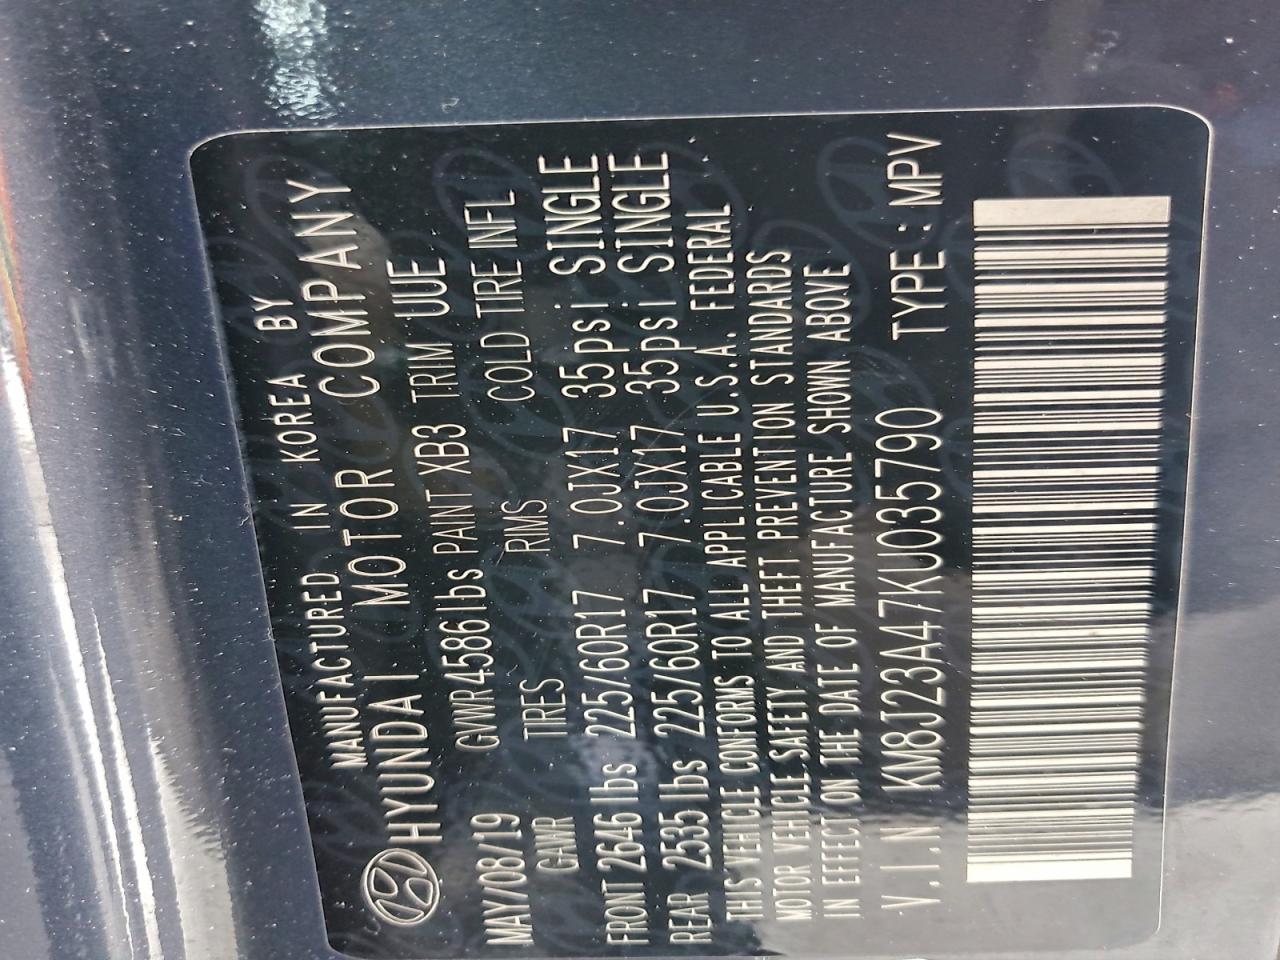 MANUFACTURED IN KOREA BY
HYUNDAI MOTOR COMPANY
MAY/08/19 GVWR 4586 lbs PAINT XB3 TRIM UUE
GAWR TIRES RIMS COLD TIRE INFL
FRONT 2646 lbs 225/60R17 7.0JX17 35psi SINGLE
REAR 2535 lbs 225/60R17 7.0JX17 35psi SINGLE
THIS VEHICLE CONFORMS TO ALL APPLICABLE U.S.A. FEDERAL
MOTOR VEHICLE SAFETY AND THEFT PREVENTION STANDARDS
IN EFFECT ON THE DATE OF MANUFACTURE SHOWN ABOVE
V.I.N KM8J23A47KU035790 TYPE : MPV